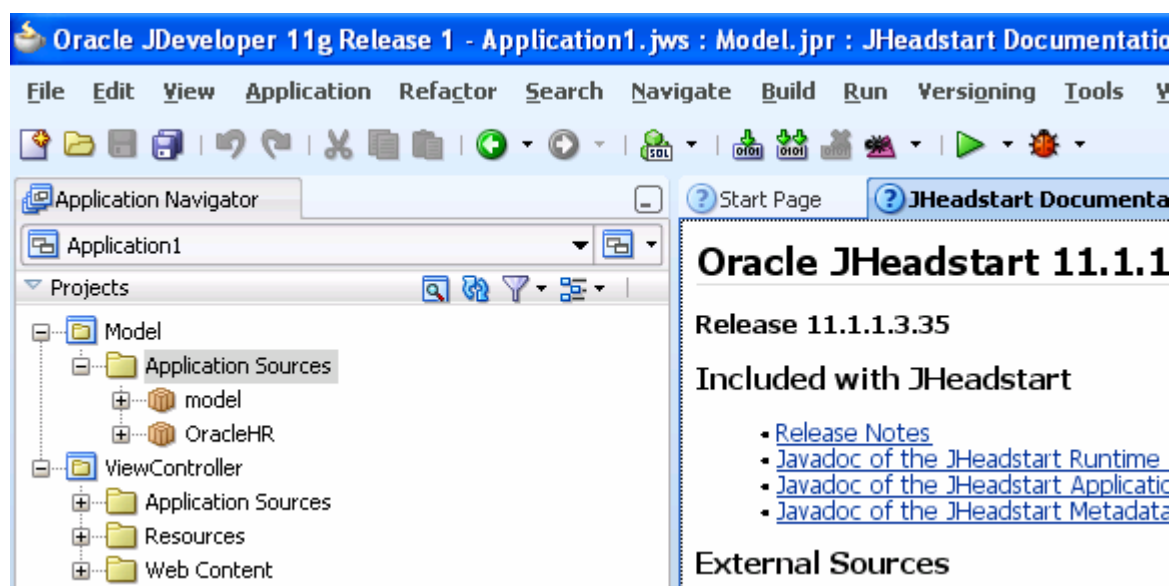 Oracle JDeveloper 11g Release 1 - Application1.jws : Model.jpr : JHeadstart Documentatio
File Edit View Application Refactor Search Navigate Build Run Versioning Tools
Application Navigator
Start Page
JHeadstart Documenta
Application1
Projects
Model
Application Sources
model
OracleHR
ViewController
Application Sources
Resources
Web Content
Oracle JHeadstart 11.1.1
Release 11.1.1.3.35
Included with JHeadstart
Release Notes
Javadoc of the JHeadstart Runtime
Javadoc of the JHeadstart Applicatio
Javadoc of the JHeadstart Metadata
External Sources